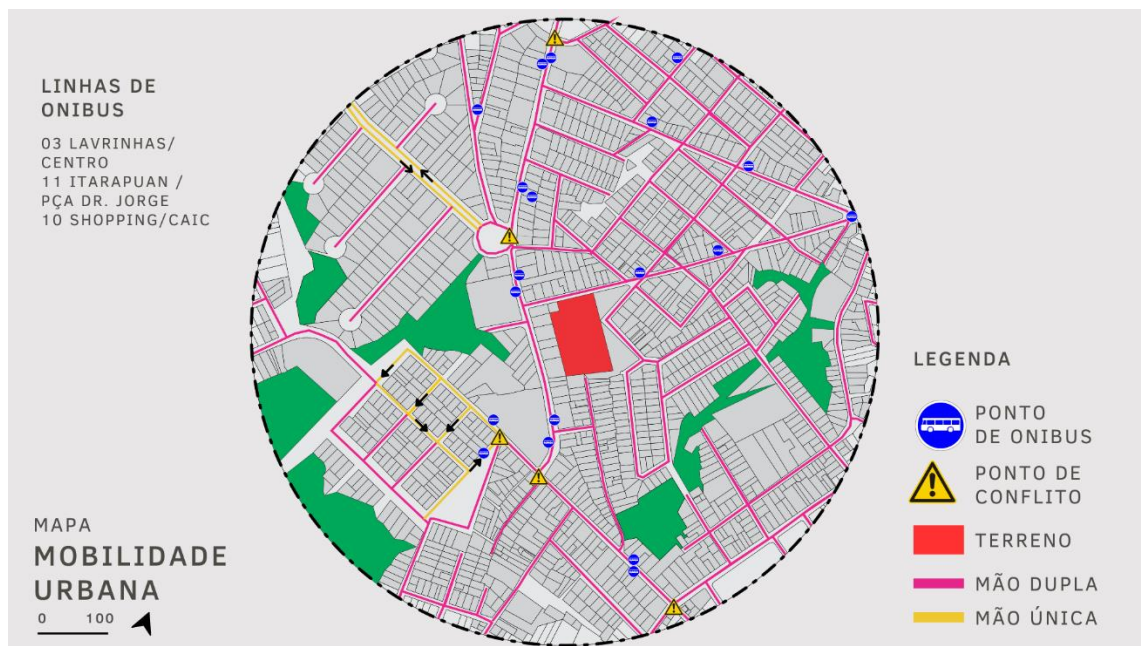 LINHAS DE
ONIBUS
03 LAVRINHAS/
CENTRO
11 ITARAPUAN /
PÇA DR. JORGE
10 SHOPPING/CAIC
MAPA
MOBILIDADE
URBANA
0 100
LEGENDA
PONTO
DE ONIBUS
PONTO DE
CONFLITO
TERRENO
MÃO DUPLA
MÃO ÚNICA